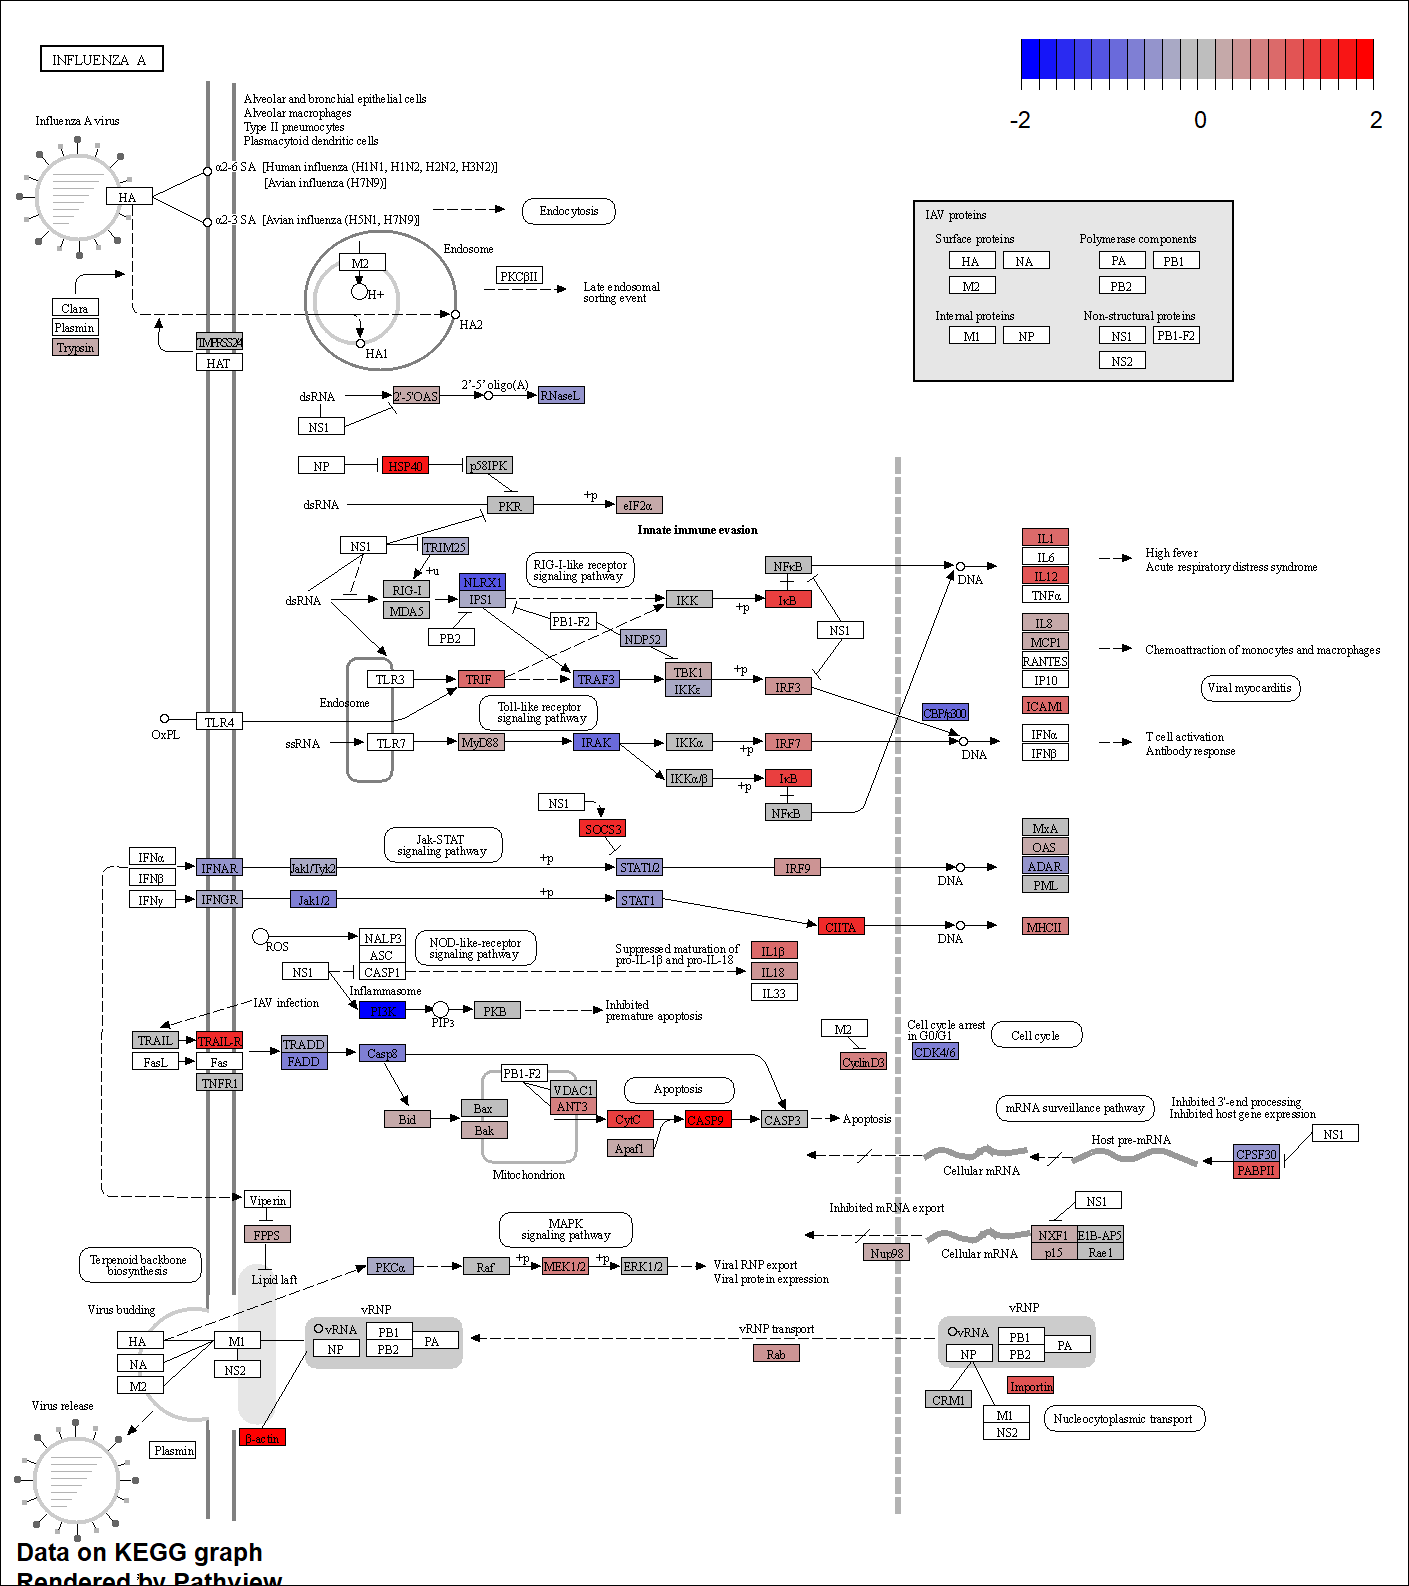 INFLUENZA A
-2
0
2
Alveolar and bronchial epithelial cells
Alveolar macrophages
Type II pneumocytes
Plasmacytoid dendritic cells
Influenza A virus
HA
α2-6 SA [Human influenza (H1N1, H1N2, H2N2, H3N2)]
[Avian influenza (H7N9)]
α2-3 SA [Avian influenza (H5N1, H7N9)]
Endocytosis
Endosome
M2
H+
HA2
HA1
PKCβII
Late endosomal
sorting event
Clara
Plasmin
Trypsin
HAT
IAV proteins
Surface proteins
HA
NA
M2
Polymerase components
PA
PB1
PB2
Internal proteins
M1
NP
Non-structural proteins
NS1
PB1-F2
NS2
dsRNA
2'-5'OAS
2'-5' oligo(A)
RNaseL
NS1
NP
HSP40
p58IPK
dsRNA
PKR
+p
eIF2α
Innate immune evasion
NS1
TRIM25
+u
RIG-I
MDA5
dsRNA
NLRX1
IPS1
RIG-I-like receptor
signaling pathway
PB2
PB1-F2
NDP52
IKK
+p
NFκB
IκB
NS1
DNA
IL1
IL6
IL12
TNFα
High fever
Acute respiratory distress syndrome
IL8
MCP1
RANTES
IP10
Chemoattraction of monocytes and macrophages
Viral myocarditis
ICAM1
IFNα
IFNβ
T cell activation
Antibody response
TLR3
Endosome
TRIF
TRAF3
TBK1
IKKε
+p
IRF3
CBP/p300
OxPL
TLR4
Toll-like receptor
signaling pathway
ssRNA
TLR7
MyD88
IRAK
IKKα
+p
IRF7
DNA
IKKα/β
+p
IκB
NFκB
NS1
SOCS3
Jak-STAT
signaling pathway
IFNα
IFNβ
IFNAR
Jak1/Tyk2
+p
STAT1/2
IRF9
DNA
MxA
OAS
ADAR
PML
IFNγ
IFNGR
Jak1/2
+p
STAT1
CIITA
DNA
MHCII
ROS
NALP3
ASC
CASP1
NS1
Inflammasome
NOD-like-receptor
signaling pathway
Suppressed maturation of
pro-IL-1β and pro-IL-18
IL1β
IL18
IL33
IAV infection
PIP3
PKB
Inhibited
premature apoptosis
TRAIL
TRAIL-R
FasL
Fas
TNFR1
TRADD
FADD
Casp8
M2
CyclinD3
Cell cycle arrest
in G0/G1
CDK4/6
Cell cycle
PB1-F2
VDAC1
ANT3
Bid
Bax
Bak
Mitochondrion
Apoptosis
CytC
CASP9
CASP3
Apoptosis
Apaf1
mRNA surveillance pathway
Inhibited 3'-end processing
Inhibited host gene expression
NS1
Host pre-mRNA
CPSF30
PABPII
Cellular mRNA
Viperin
FPPS
Lipid laft
Terpenoid backbone
biosynthesis
MAPK
signaling pathway
PKCα
Raf
+p
MEK1/2
+p
ERK1/2
Viral RNP export
Viral protein expression
Inhibited mRNA export
Nup98
Cellular mRNA
NS1
NXF1
E1B-AP5
p15
Rae1
Virus budding
HA
NA
M2
M1
NS2
vRNP
vRNA
NP
PB1
PB2
PA
vRNP transport
Rab
vRNP
vRNA
NP
PB1
PB2
PA
Importin
CRM1
M1
NS2
Nucleocytoplasmic transport
Virus release
Plasmin
β-actin
Data on KEGG graph
Rendered by Pathview